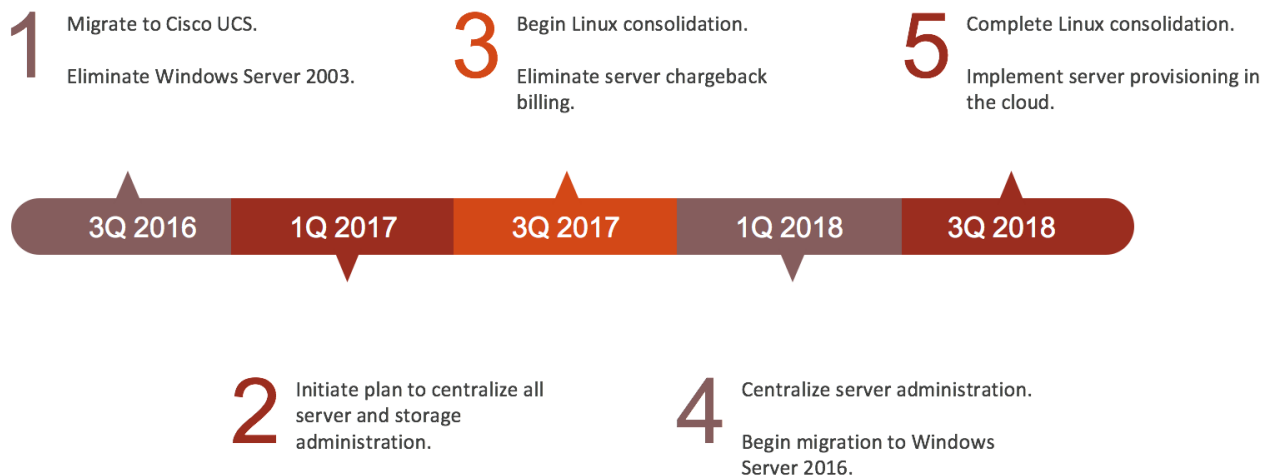 1
Migrate to Cisco UCS.
Eliminate Windows Server 2003.
3
Begin Linux consolidation.
Eliminate server chargeback
billing.
5
Complete Linux consolidation.
Implement server provisioning in
the cloud.
3Q 2016
1Q 2017
3Q 2017
1Q 2018
3Q 2018
2
Initiate plan to centralize all
server and storage
administration.
4
Centralize server administration.
Begin migration to Windows
Server 2016.